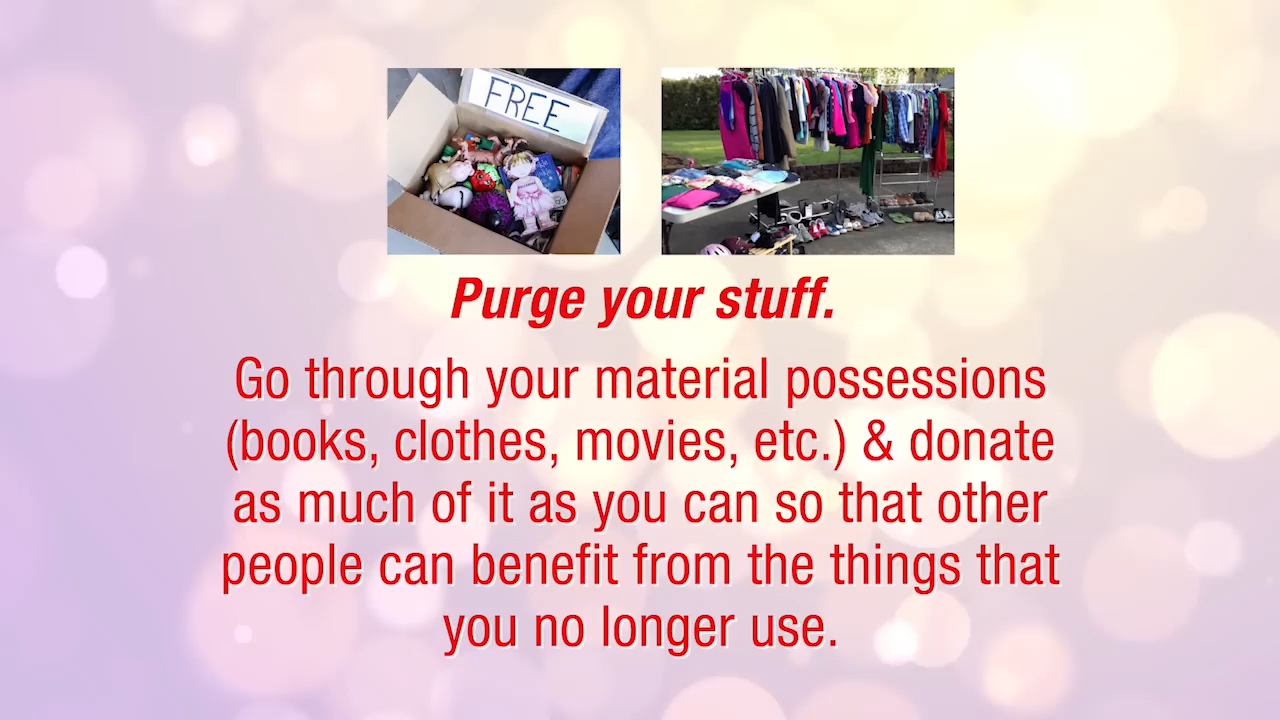 FREE
Purge your stuff.
Go through your material possessions
(books, clothes, movies, etc.) & donate
as much of it as you can so that other
people can benefit from the things that
you no longer use.